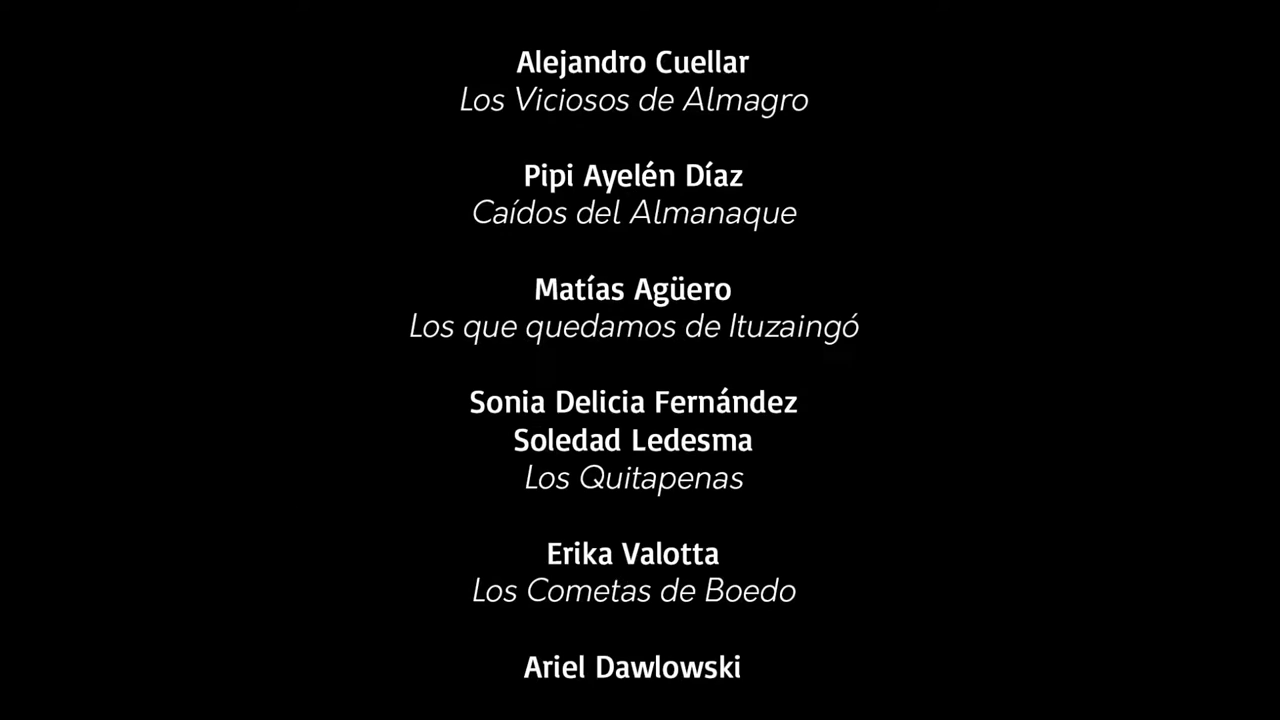 Alejandro Cuellar
Los Viciosos de Almagro
Pipi Ayelén Díaz
Caídos del Almanaque
Matías Agüero
Los que quedamos de Ituzaingó
Sonia Delicia Fernández
Soledad Ledesma
Los Quitapenas
Erika Valotta
Los Cometas de Boedo
Ariel Dawlowski